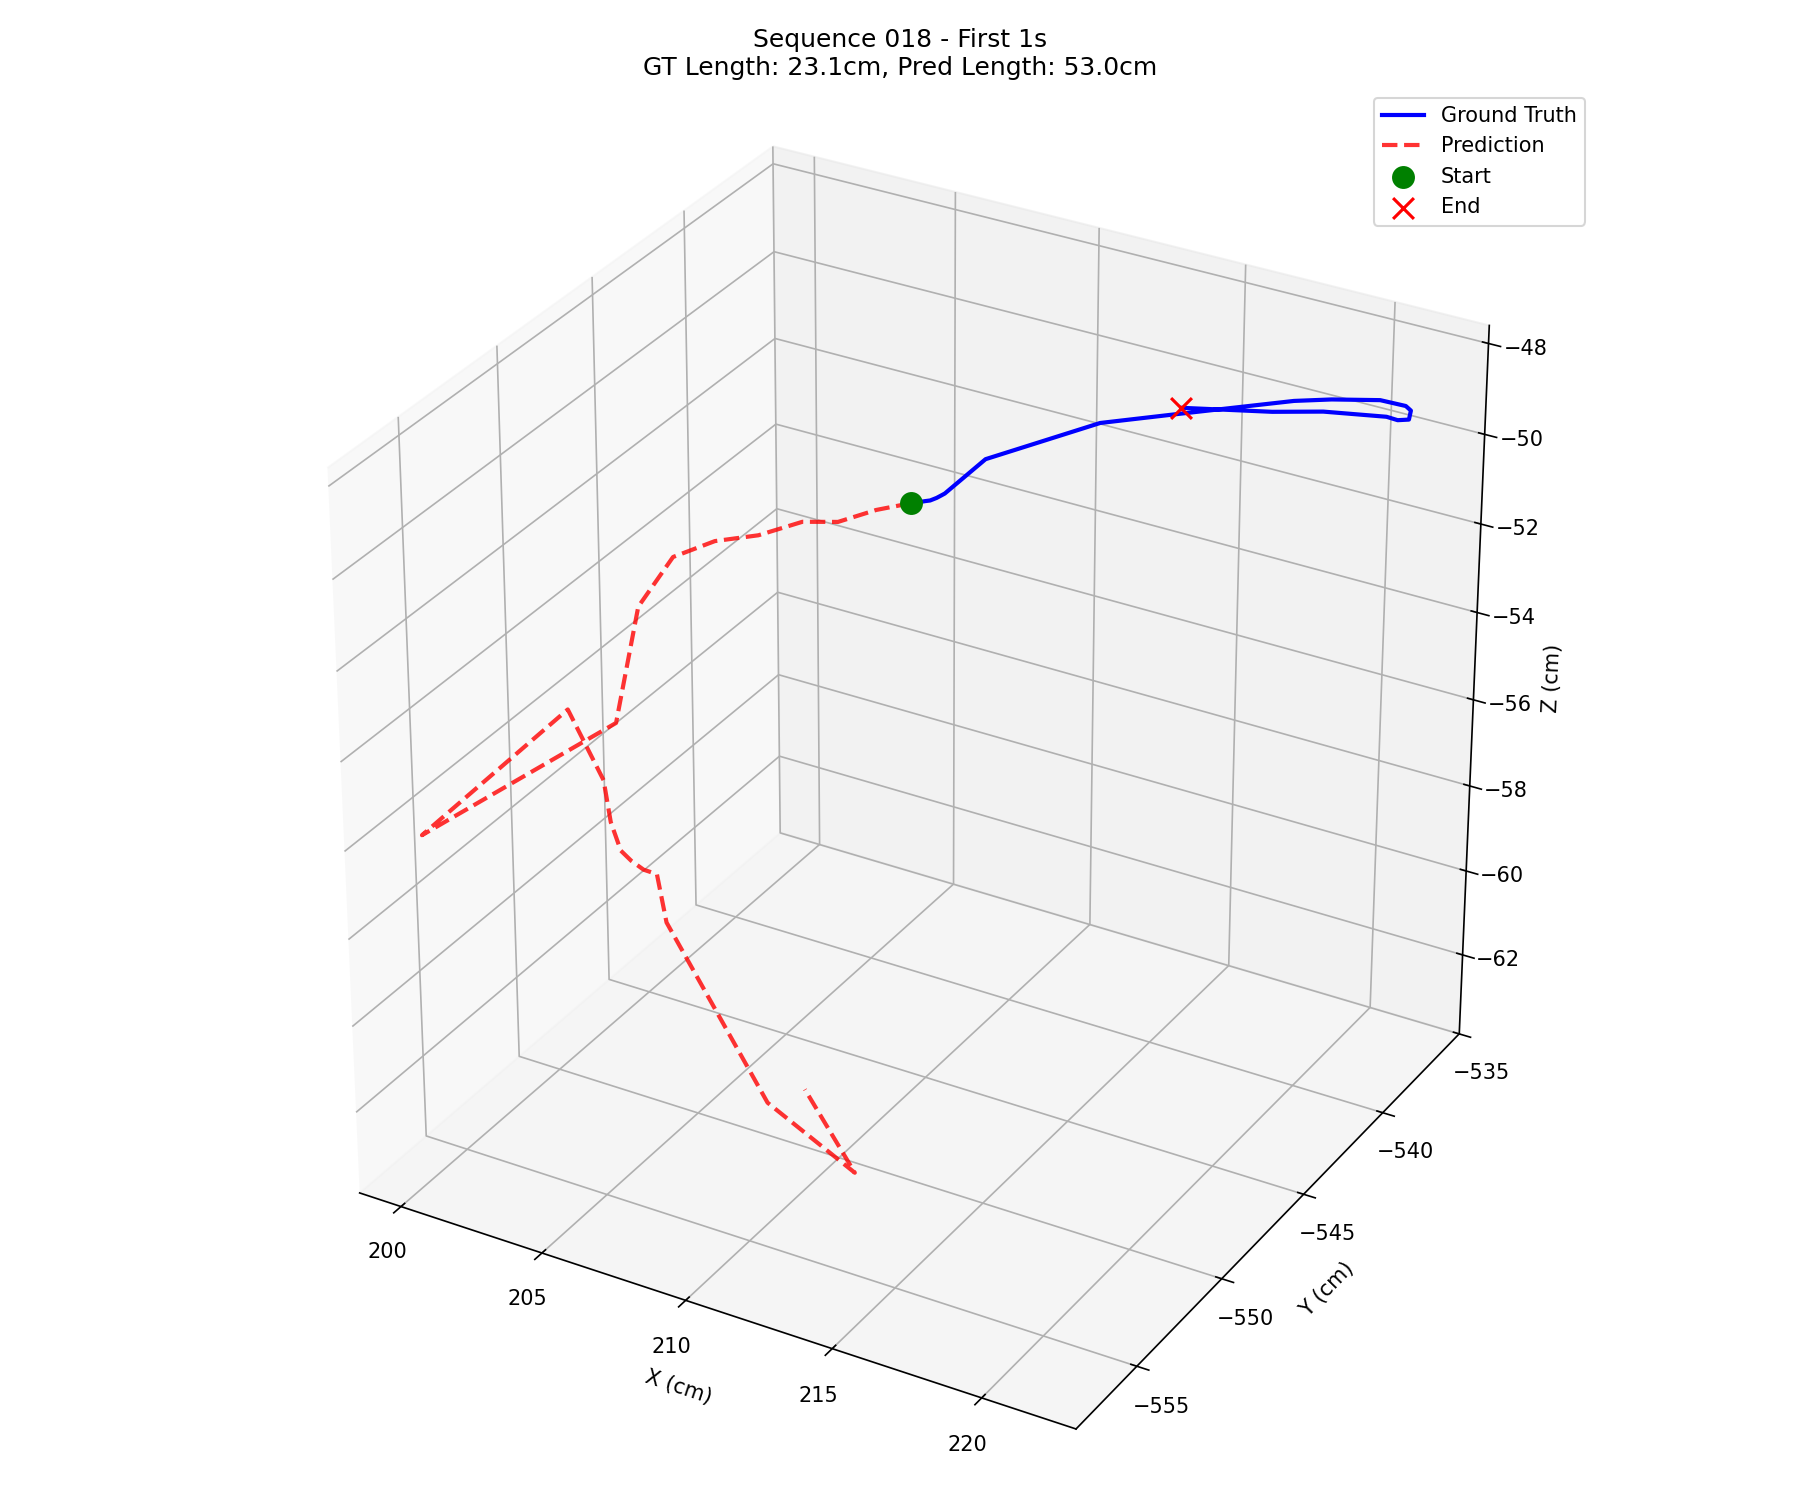 Sequence 018 - First 1s
GT Length: 23.1cm, Pred Length: 53.0cm
Ground Truth
Prediction
Start
End
−48
−50
−52
−54
−56
−58
−60
−62
Z (cm)
−535
−540
−545
−550
−555
Y (cm)
200
205
210
215
220
X (cm)